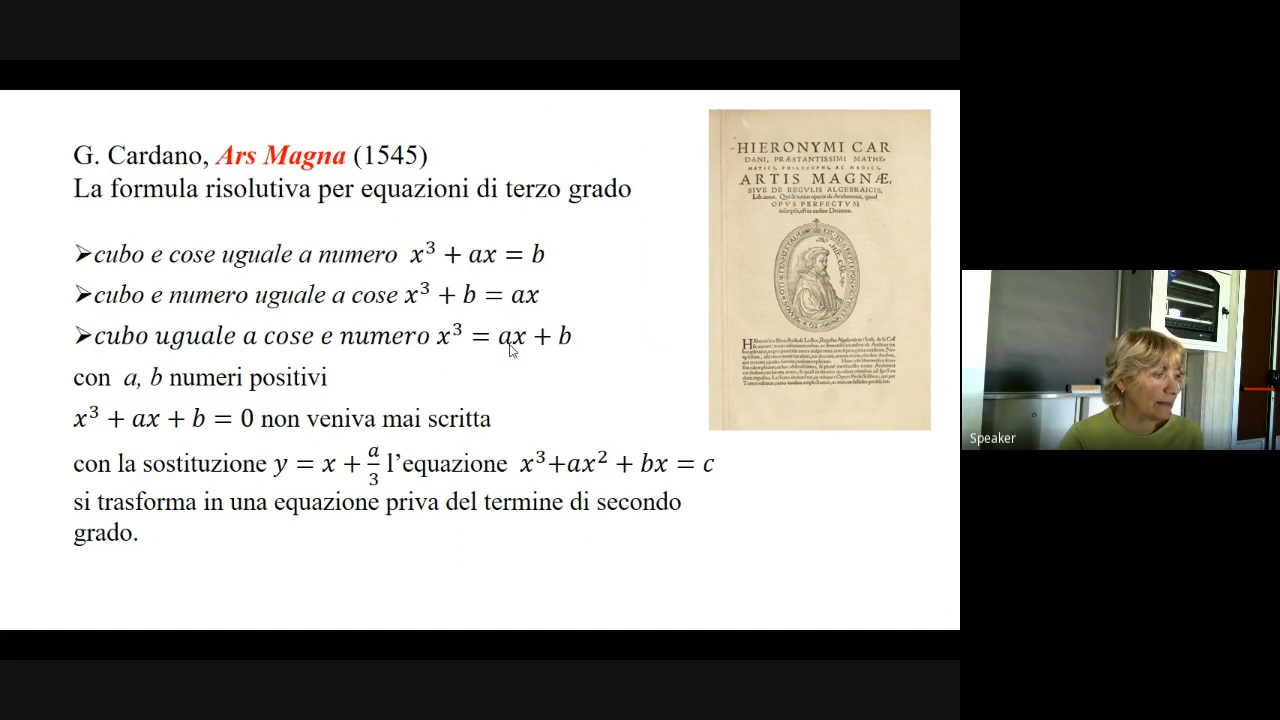 G. Cardano, Ars Magna (1545)
La formula risolutiva per equazioni di terzo grado
➢cubo e cose uguale a numero x³ + ax = b
➢cubo e numero uguale a cose x³ + b = ax
➢cubo uguale a cose e numero x³ = ax + b
con a, b numeri positivi
x³ + ax + b = 0 non veniva mai scritta
con la sostituzione y = x + a/3 l’equazione x³+ax² + bx = c
si trasforma in una equazione priva del termine di secondo
grado.
HIERONYMI CAR
DANI, PRÆSTANTISSIMI MATHE-
MATICI, PHILOSOPHI, AC MEDICI,
ARTIS MAGNÆ,
SIVE DE REGVLIS ALGEBRAICIS,
OPVS PERFECTVM
Speaker